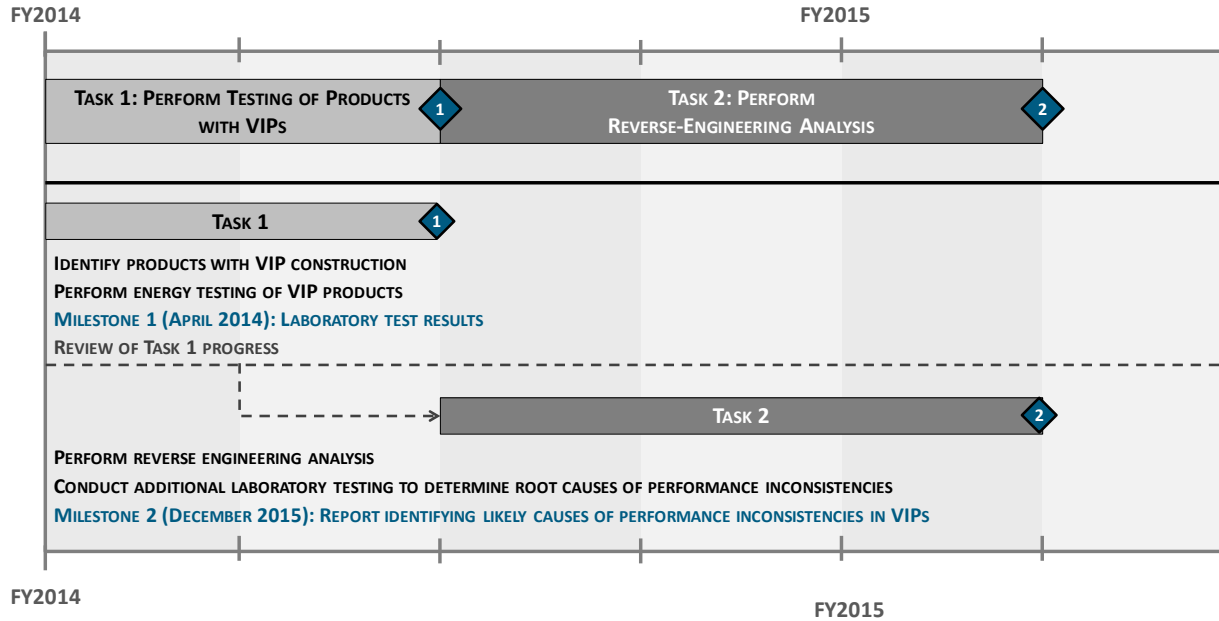 FY2014
FY2015
Task 1: Perform Testing of Products
with VIPs
1
Task 2: Perform
Reverse-Engineering Analysis
2
Task 1
1
Identify products with VIP construction
Perform energy testing of VIP products
Milestone 1 (April 2014): Laboratory test results
Review of Task 1 progress
Task 2
2
Perform reverse engineering analysis
Conduct additional laboratory testing to determine root causes of performance inconsistencies
Milestone 2 (December 2015): Report identifying likely causes of performance inconsistencies in VIPs
FY2014
FY2015